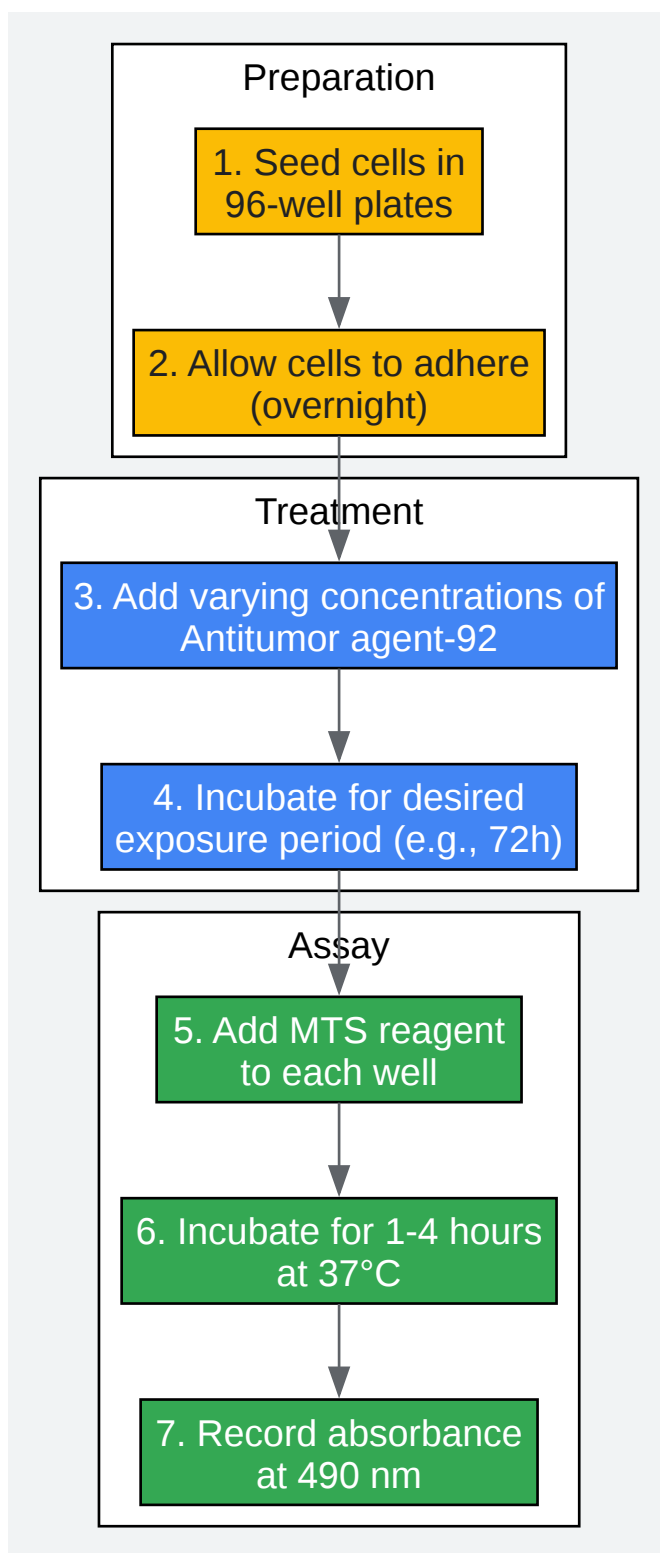 Preparation
1. Seed cells in
96-well plates
2. Allow cells to adhere
(overnight)
Treatment
3. Add varying concentrations of
Antitumor agent-92
4. Incubate for desired
exposure period (e.g., 72h)
Assay
5. Add MTS reagent
to each well
6. Incubate for 1-4 hours
at 37°C
7. Record absorbance
at 490 nm